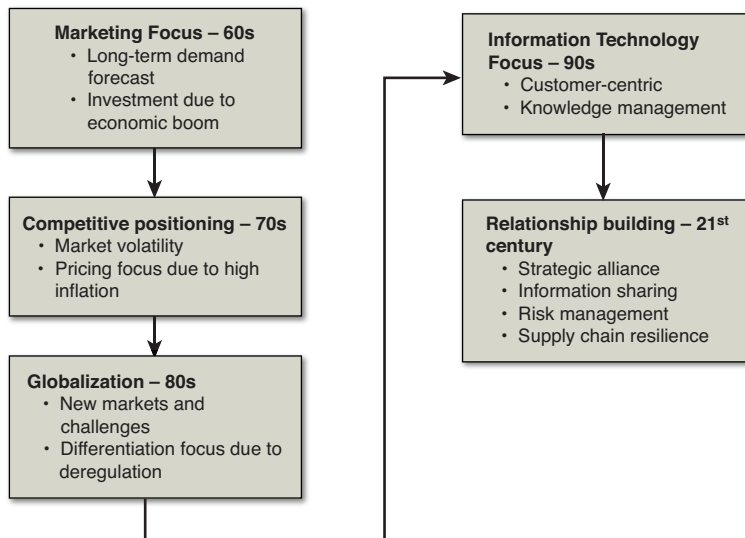 Marketing Focus – 60s
• Long-term demand
forecast
• Investment due to
economic boom
Competitive positioning – 70s
• Market volatility
• Pricing focus due to high
inflation
Globalization – 80s
• New markets and
challenges
• Differentiation focus due to
deregulation
Information Technology
Focus – 90s
• Customer-centric
• Knowledge management
Relationship building – 21st
century
• Strategic alliance
• Information sharing
• Risk management
• Supply chain resilience